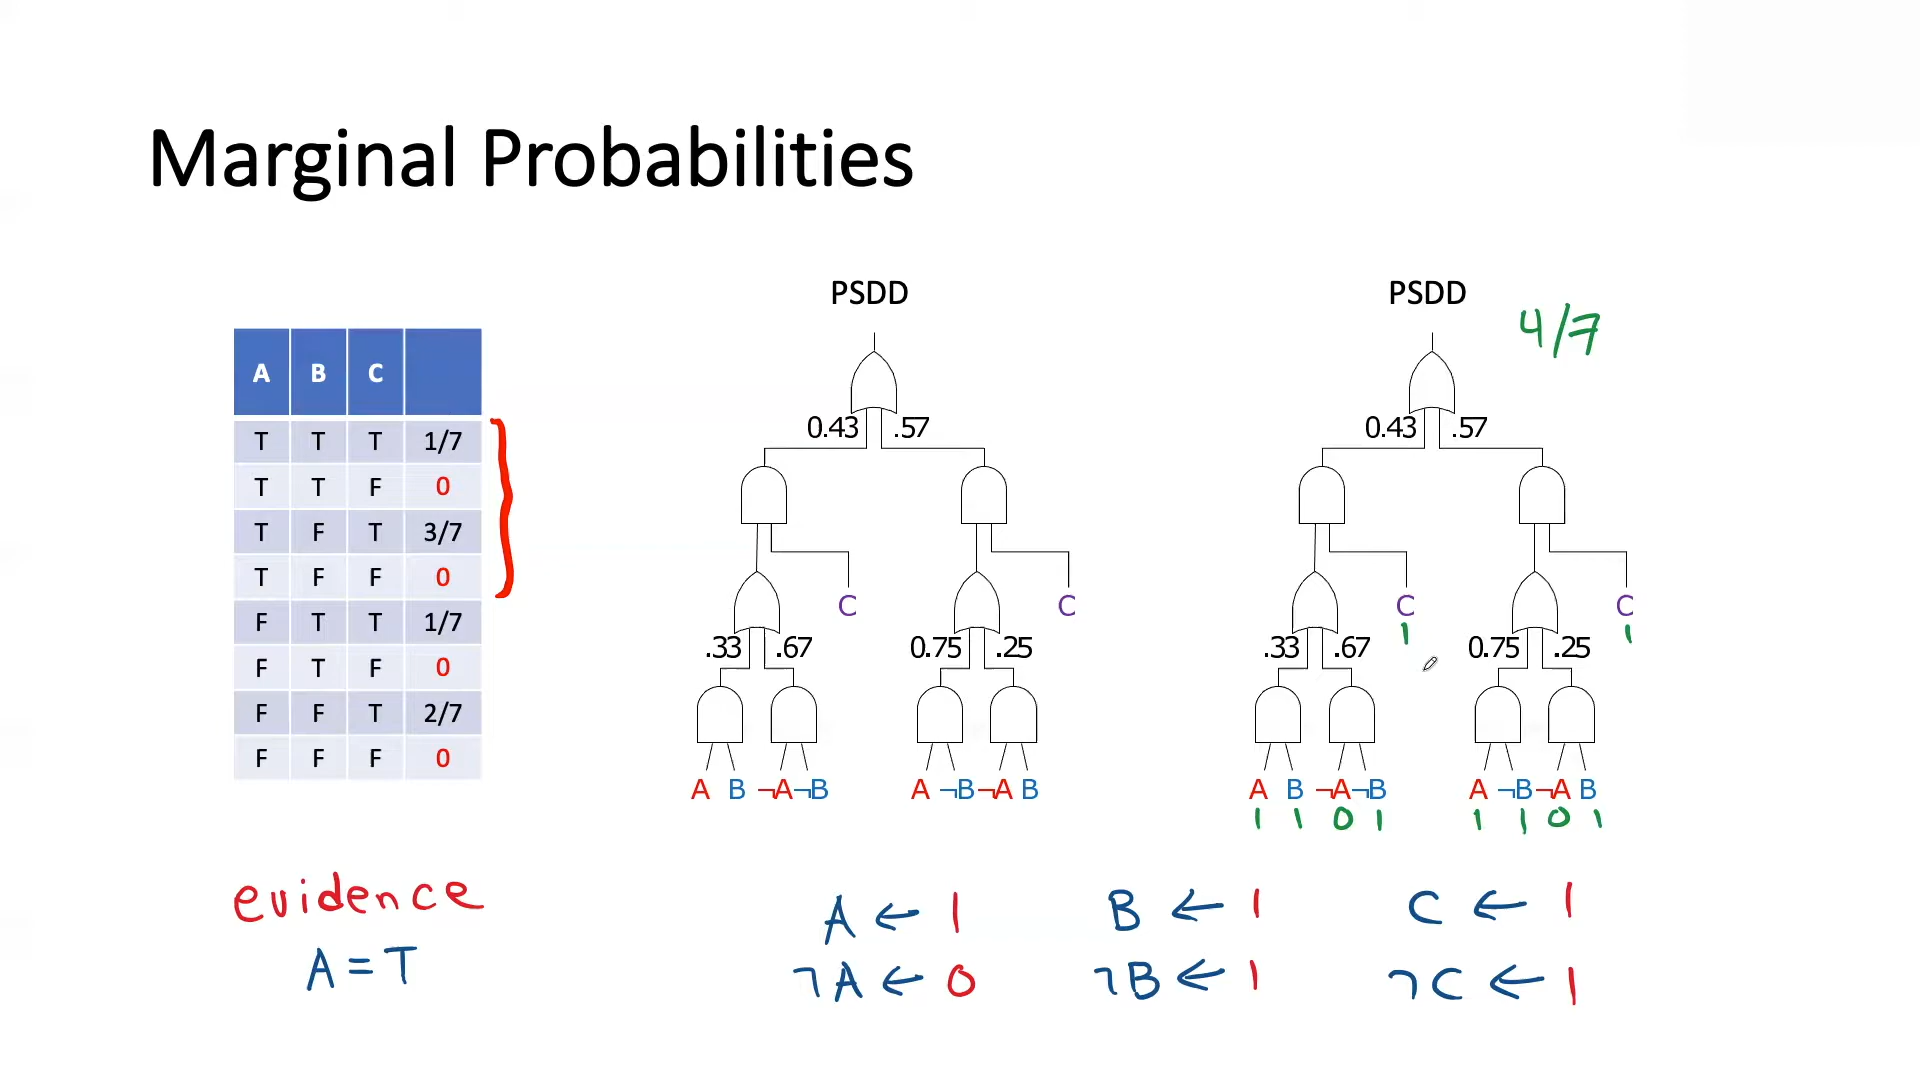 Marginal Probabilities
PSDD
PSDD
4/7
A B C
T T T 1/7
T T F 0
T F T 3/7
T F F 0
F T T 1/7
F T F 0
F F T 2/7
F F F 0
0.43 .57
0.43 .57
C
C
C
C
1
1
.33 .67
0.75 .25
.33 .67
0.75 .25
A B ¬A¬B
A ¬B¬A B
A B ¬A¬B
A ¬B¬A B
1 1 0 1
1 1 0 1
evidence
A=T
A ← 1
¬A ← 0
B ← 1
¬B ← 1
C ← 1
¬C ← 1